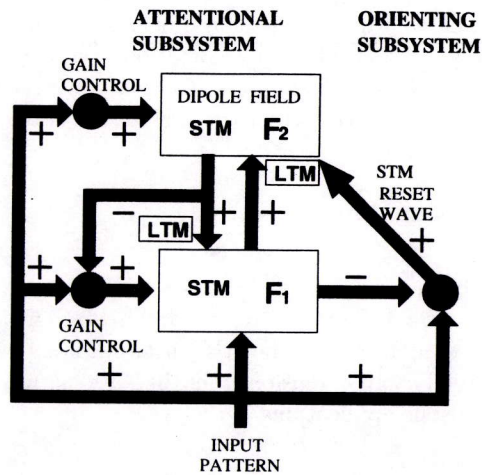 ATTENTIONAL
SUBSYSTEM
ORIENTING
SUBSYSTEM
GAIN
CONTROL
DIPOLE FIELD
STM F2
+ +
LTM
STM
RESET
WAVE
− + +
LTM
+
+ +
STM F1
−
GAIN
CONTROL
+ + +
INPUT
PATTERN